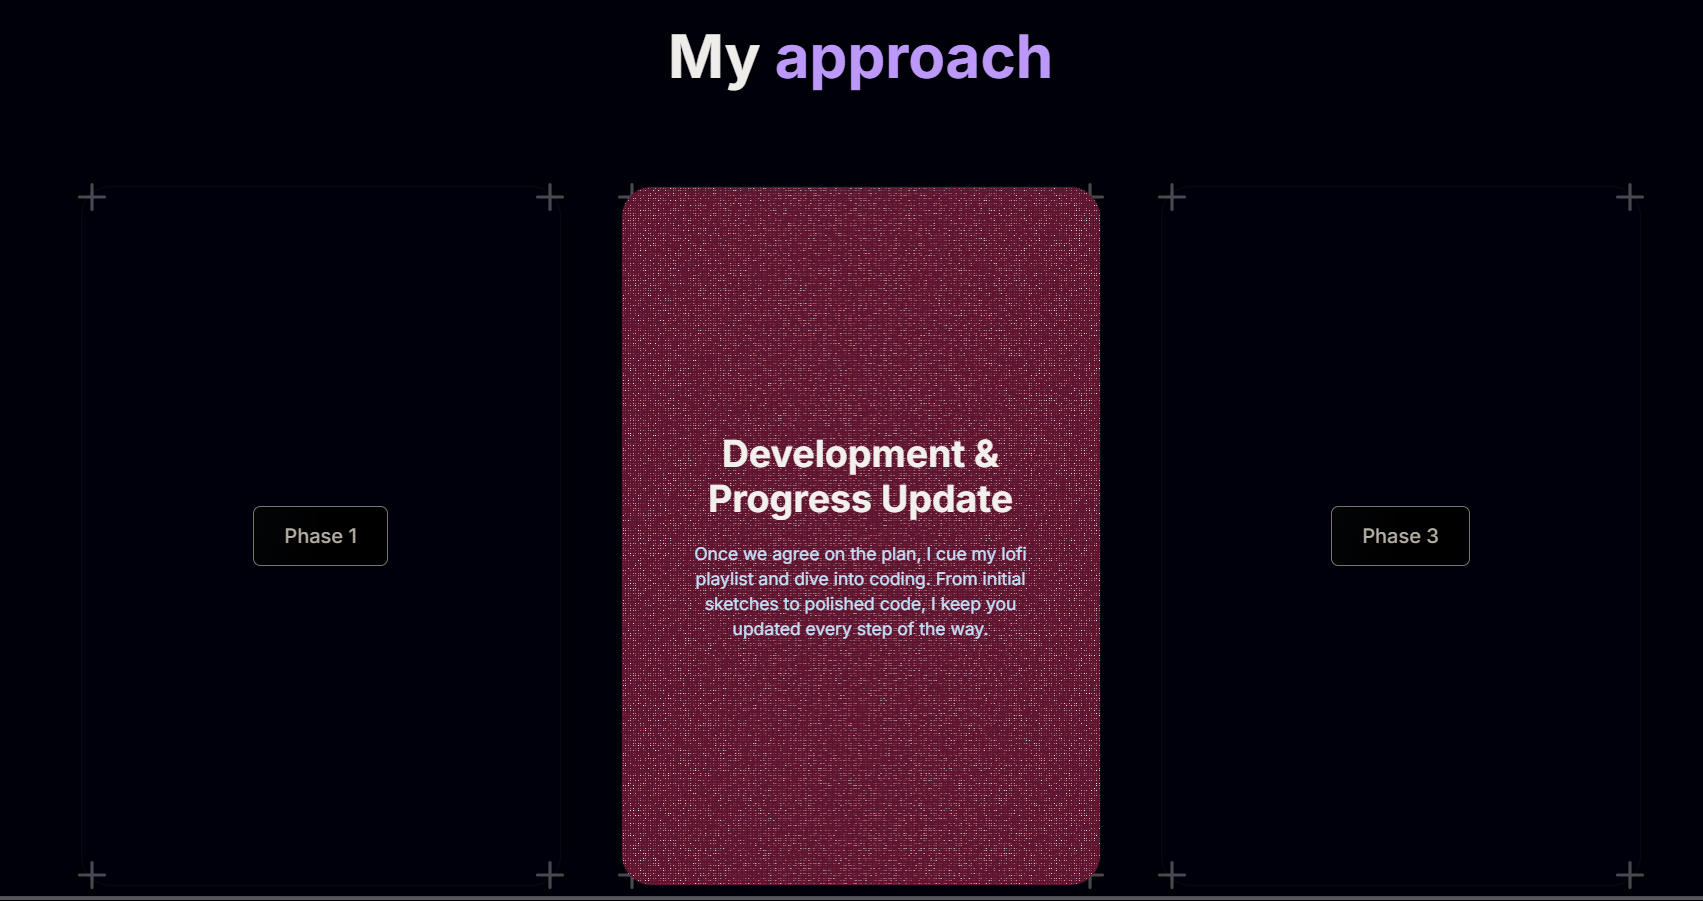 My approach
Phase 1
Development &
Progress Update
Once we agree on the plan, I cue my lofi
playlist and dive into coding. From initial
sketches to polished code, I keep you
updated every step of the way.
Phase 3